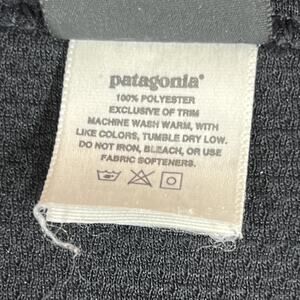 patagonia®
100% POLYESTER
EXCLUSIVE OF TRIM
MACHINE WASH WARM, WITH
LIKE COLORS, TUMBLE DRY LOW.
DO NOT IRON, BLEACH, OR USE
FABRIC SOFTENERS.